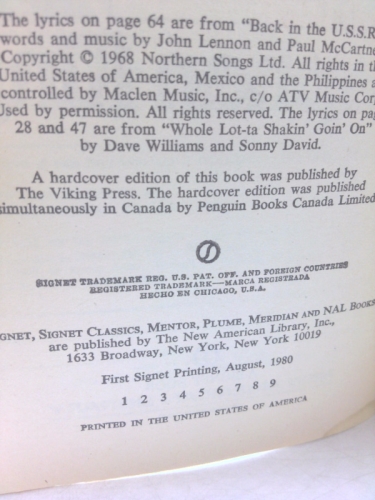 The lyrics on page 64 are from "Back in the U.S.S.R
words and music by John Lennon and Paul McCartne
Copyright © 1968 Northern Songs Ltd. All rights in th
United States of America, Mexico and the Philippines a
controlled by Maclen Music, Inc., c/o ATV Music Corp
Used by permission. All rights reserved. The lyrics on pag
28 and 47 are from "Whole Lot-ta Shakin' Goin' On"
by Dave Williams and Sonny David.
A hardcover edition of this book was published by
The Viking Press. The hardcover edition was published
simultaneously in Canada by Penguin Books Canada Limited
S
SIGNET TRADEMARK REG. U.S. PAT. OFF. AND FOREIGN COUNTRIES
REGISTERED TRADEMARK—MARCA REGISTRADA
HECHO EN CHICAGO, U.S.A.
GNET, SIGNET CLASSICS, MENTOR, PLUME, MERIDIAN AND NAL BOOKS
are published by The New American Library, Inc.,
1633 Broadway, New York, New York 10019
First Signet Printing, August, 1980
1 2 3 4 5 6 7 8 9
PRINTED IN THE UNITED STATES OF AMERICA